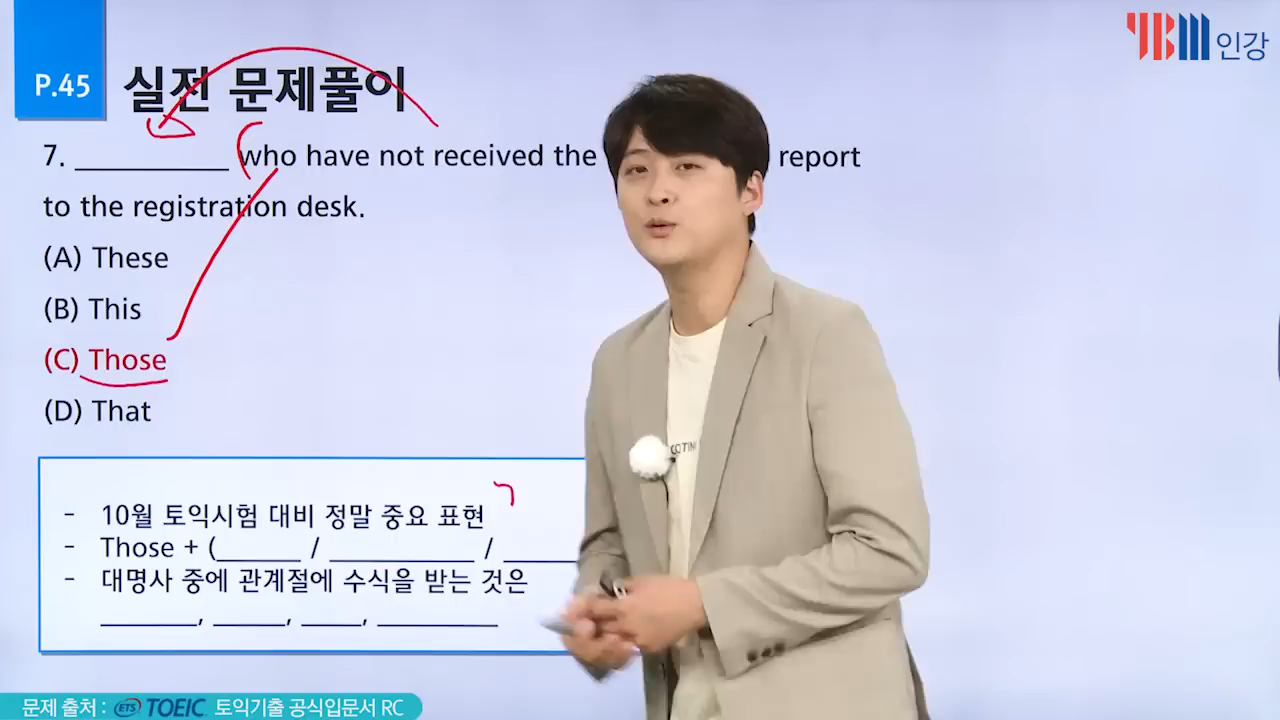 YBM 인강
P.45 실전 문제풀이
7. __________ who have not received the report
to the registration desk.
(A) These
(B) This
(C) Those
(D) That
- 10월 토익시험 대비 정말 중요 표현
- Those + (______ / __________ / _____
- 대명사 중에 관계절에 수식을 받는 것은
_______, _____, ____, ________
COTIN
문제 출처 : ETS TOEIC 토익기출 공식입문서 RC